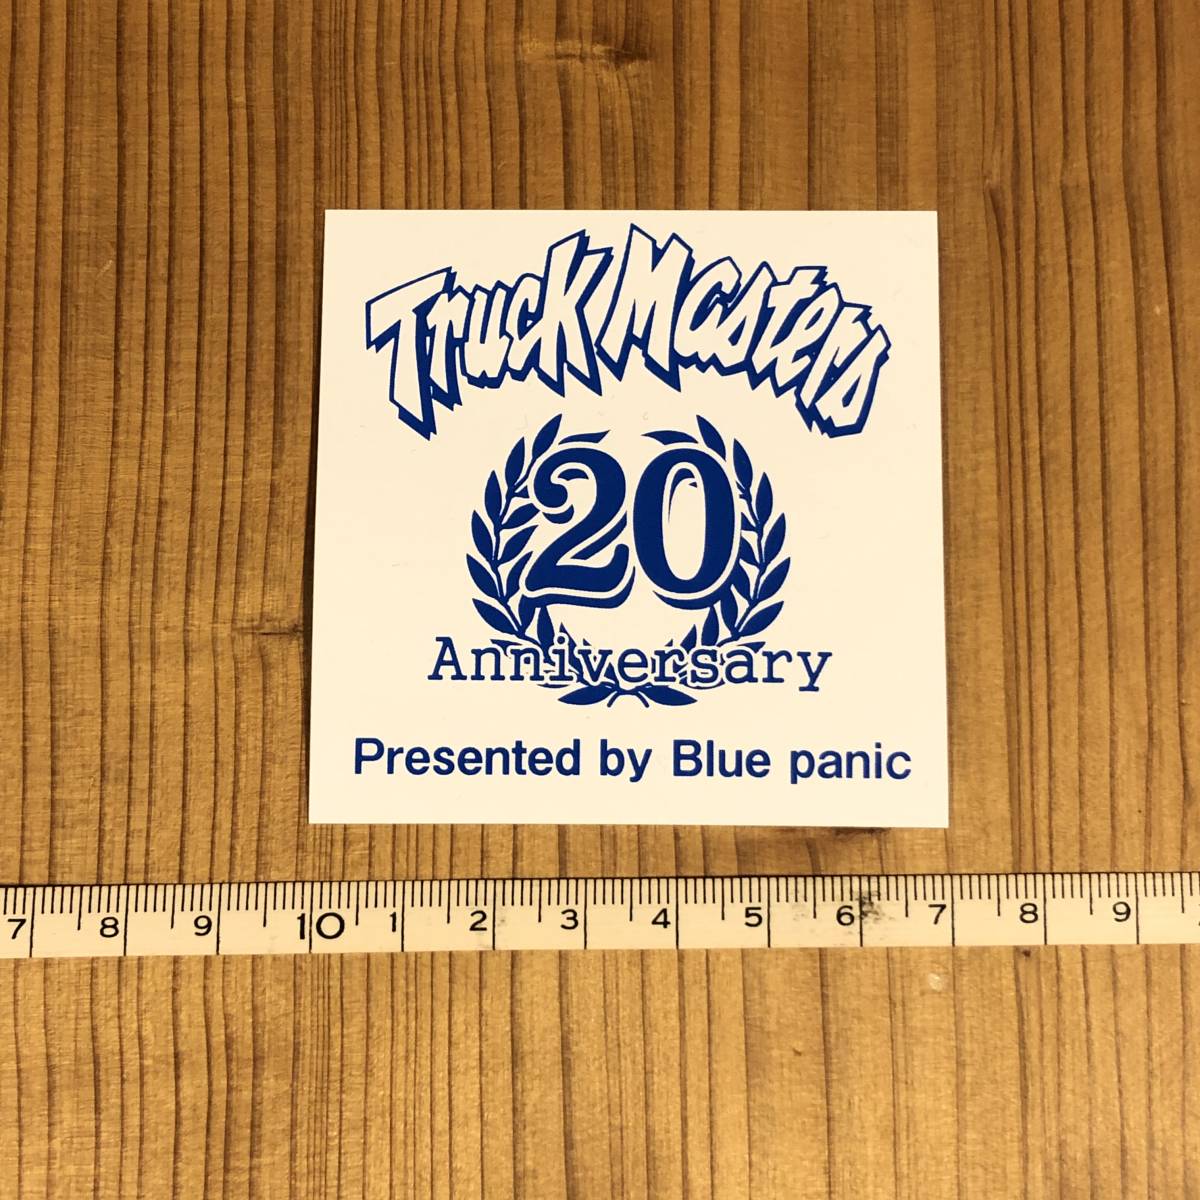 Truck Masters
20
Anniversary
Presented by Blue panic
7 8 9 10 1 2 3 4 5 6 7 8 9